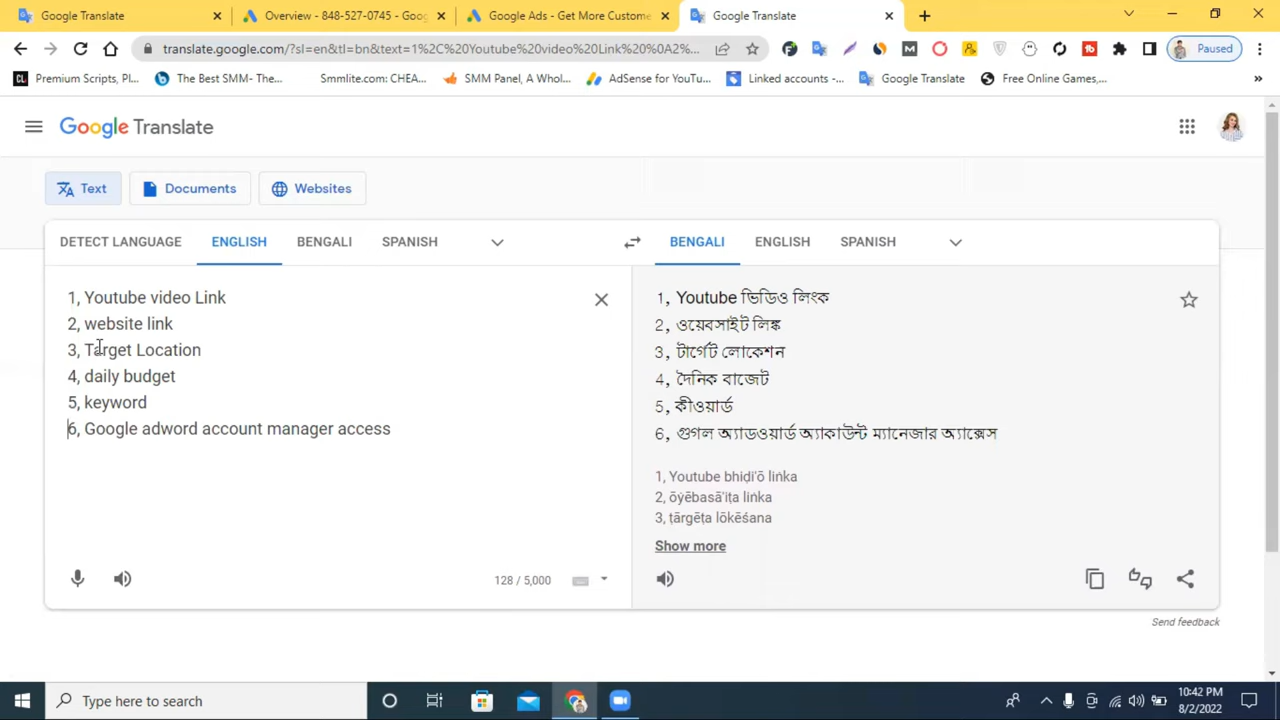 Google Translate
Overview - 848-527-0745 - Goog
Google Ads - Get More Custome
Google Translate
translate.google.com/?sl=en&tl=bn&text=1%2C%20Youtube%20video%20Link%20%0A2%...
Paused
Premium Scripts, Pl...
The Best SMM- The...
Smmlite.com: CHEA...
SMM Panel, A Whol...
AdSense for YouTu...
Linked accounts -...
Google Translate
Free Online Games,...
»
Google Translate
Text
Documents
Websites
DETECT LANGUAGE
ENGLISH
BENGALI
SPANISH
BENGALI
ENGLISH
SPANISH
1, Youtube video Link
2, website link
3, Target Location
4, daily budget
5, keyword
6, Google adword account manager access
128 / 5,000
1, Youtube ভিডিও লিংক
2, ওয়েবসাইট লিঙ্ক
3, টার্গেট লোকেশন
4, দৈনিক বাজেট
5, কীওয়ার্ড
6, গুগল অ্যাডওয়ার্ড অ্যাকাউন্ট ম্যানেজার অ্যাক্সেস
1, Youtube bhiḍi'ō liṅka
2, ōẏēbasā'iṭa liṅka
3, ṭārgēṭa lōkēśana
Show more
Send feedback
Type here to search
10:42 PM
8/2/2022